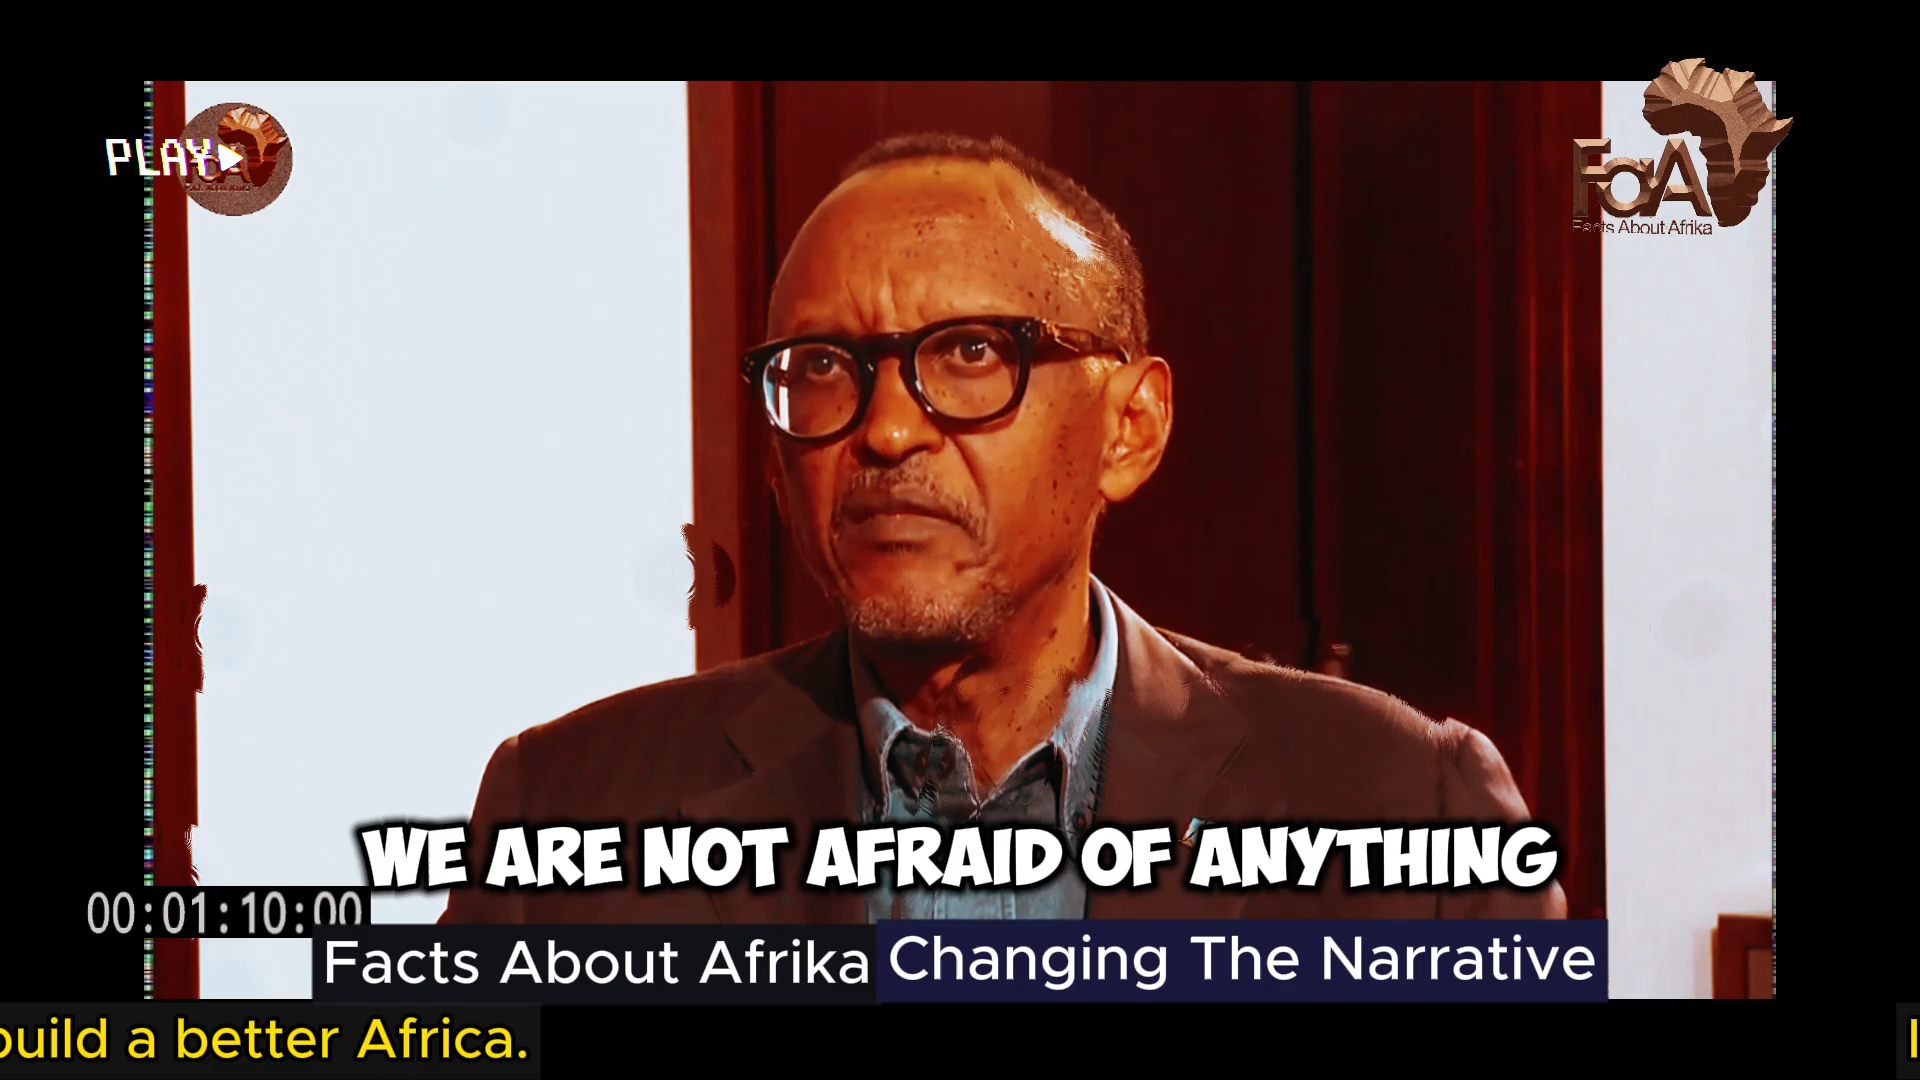 PLAY
FOA
Facts About Afrika
WE ARE NOT AFRAID OF ANYTHING
00:01:10:00
Facts About Afrika
Changing The Narrative
build a better Africa.